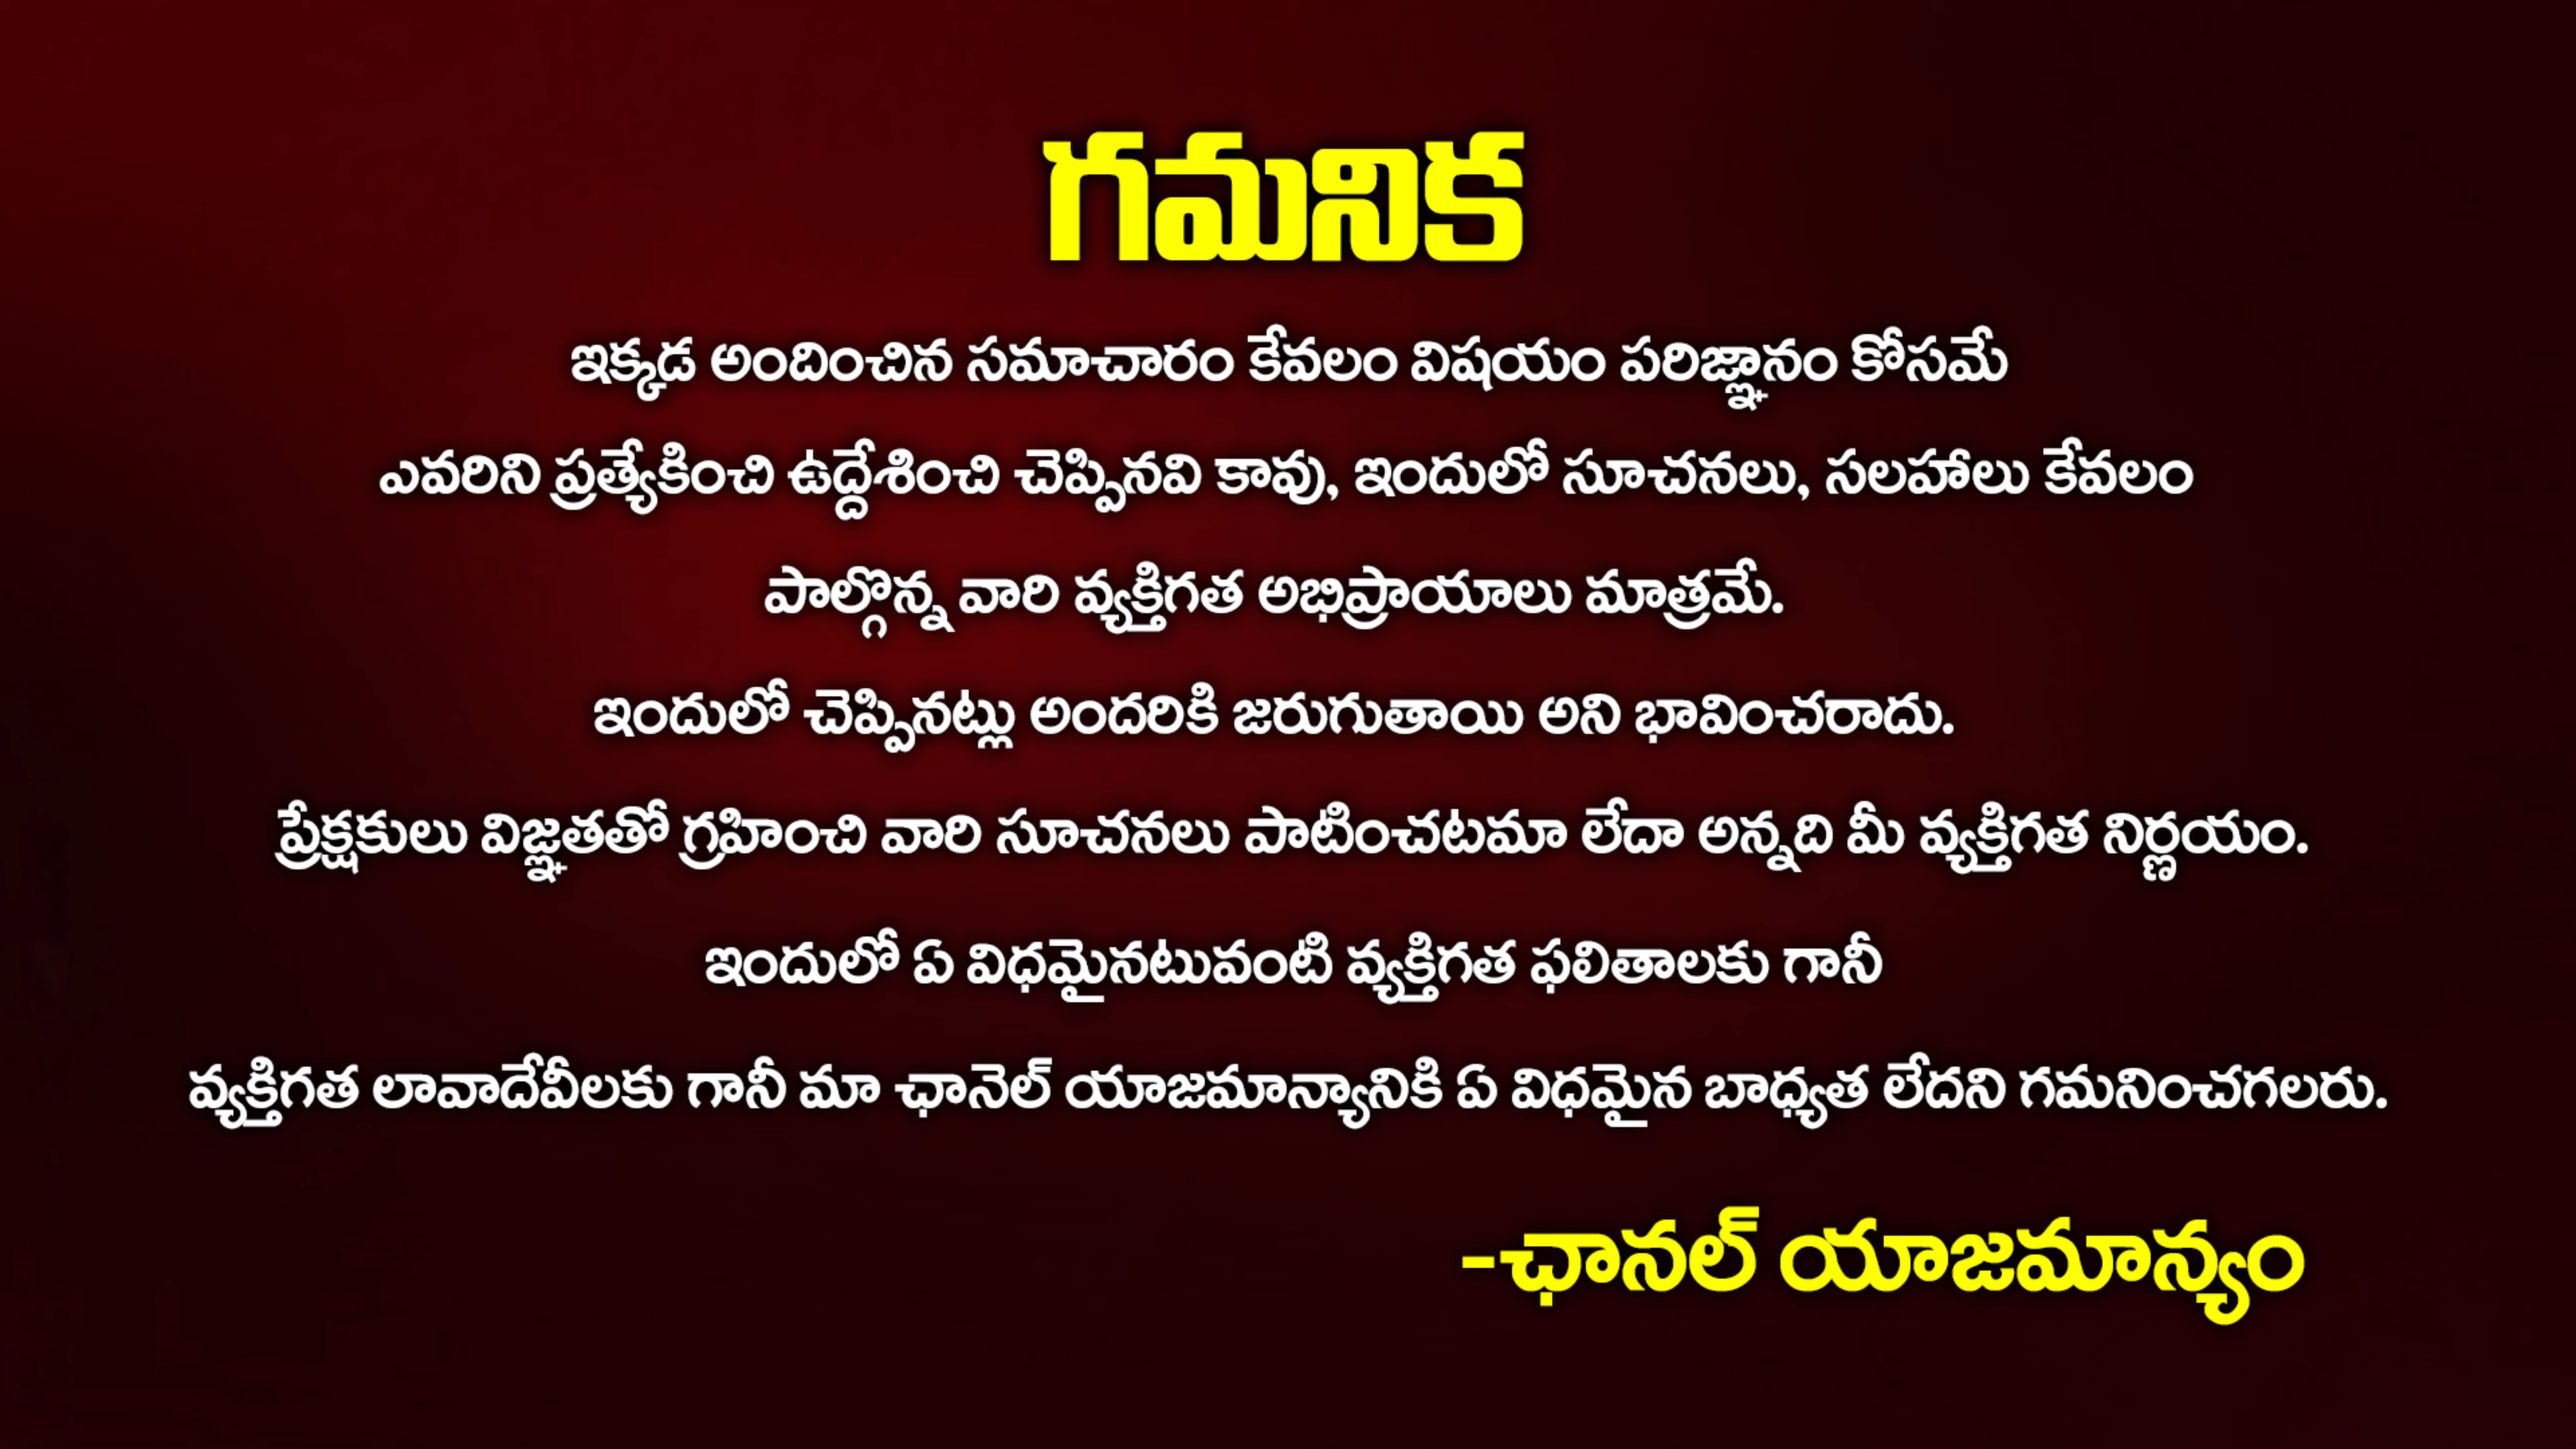 గమనిక
ఇక్కడ అందించిన సమాచారం కేవలం విషయం పరిజ్ఞానం కోసమే
ఎవరిని ప్రత్యేకించి ఉద్దేశించి చెప్పినవి కావు, ఇందులో సూచనలు, సలహాలు కేవలం
పాల్గొన్న వారి వ్యక్తిగత అభిప్రాయాలు మాత్రమే.
ఇందులో చెప్పినట్లు అందరికి జరుగుతాయి అని భావించరాదు.
ప్రేక్షకులు విజ్ఞతతో గ్రహించి వారి సూచనలు పాటించటమా లేదా అన్నది మీ వ్యక్తిగత నిర్ణయం.
ఇందులో ఏ విధమైనటువంటి వ్యక్తిగత ఫలితాలకు గానీ
వ్యక్తిగత లావాదేవీలకు గానీ మా ఛానెల్ యాజమాన్యానికి ఏ విధమైన బాధ్యత లేదని గమనించగలరు.
-ఛానల్ యాజమాన్యం